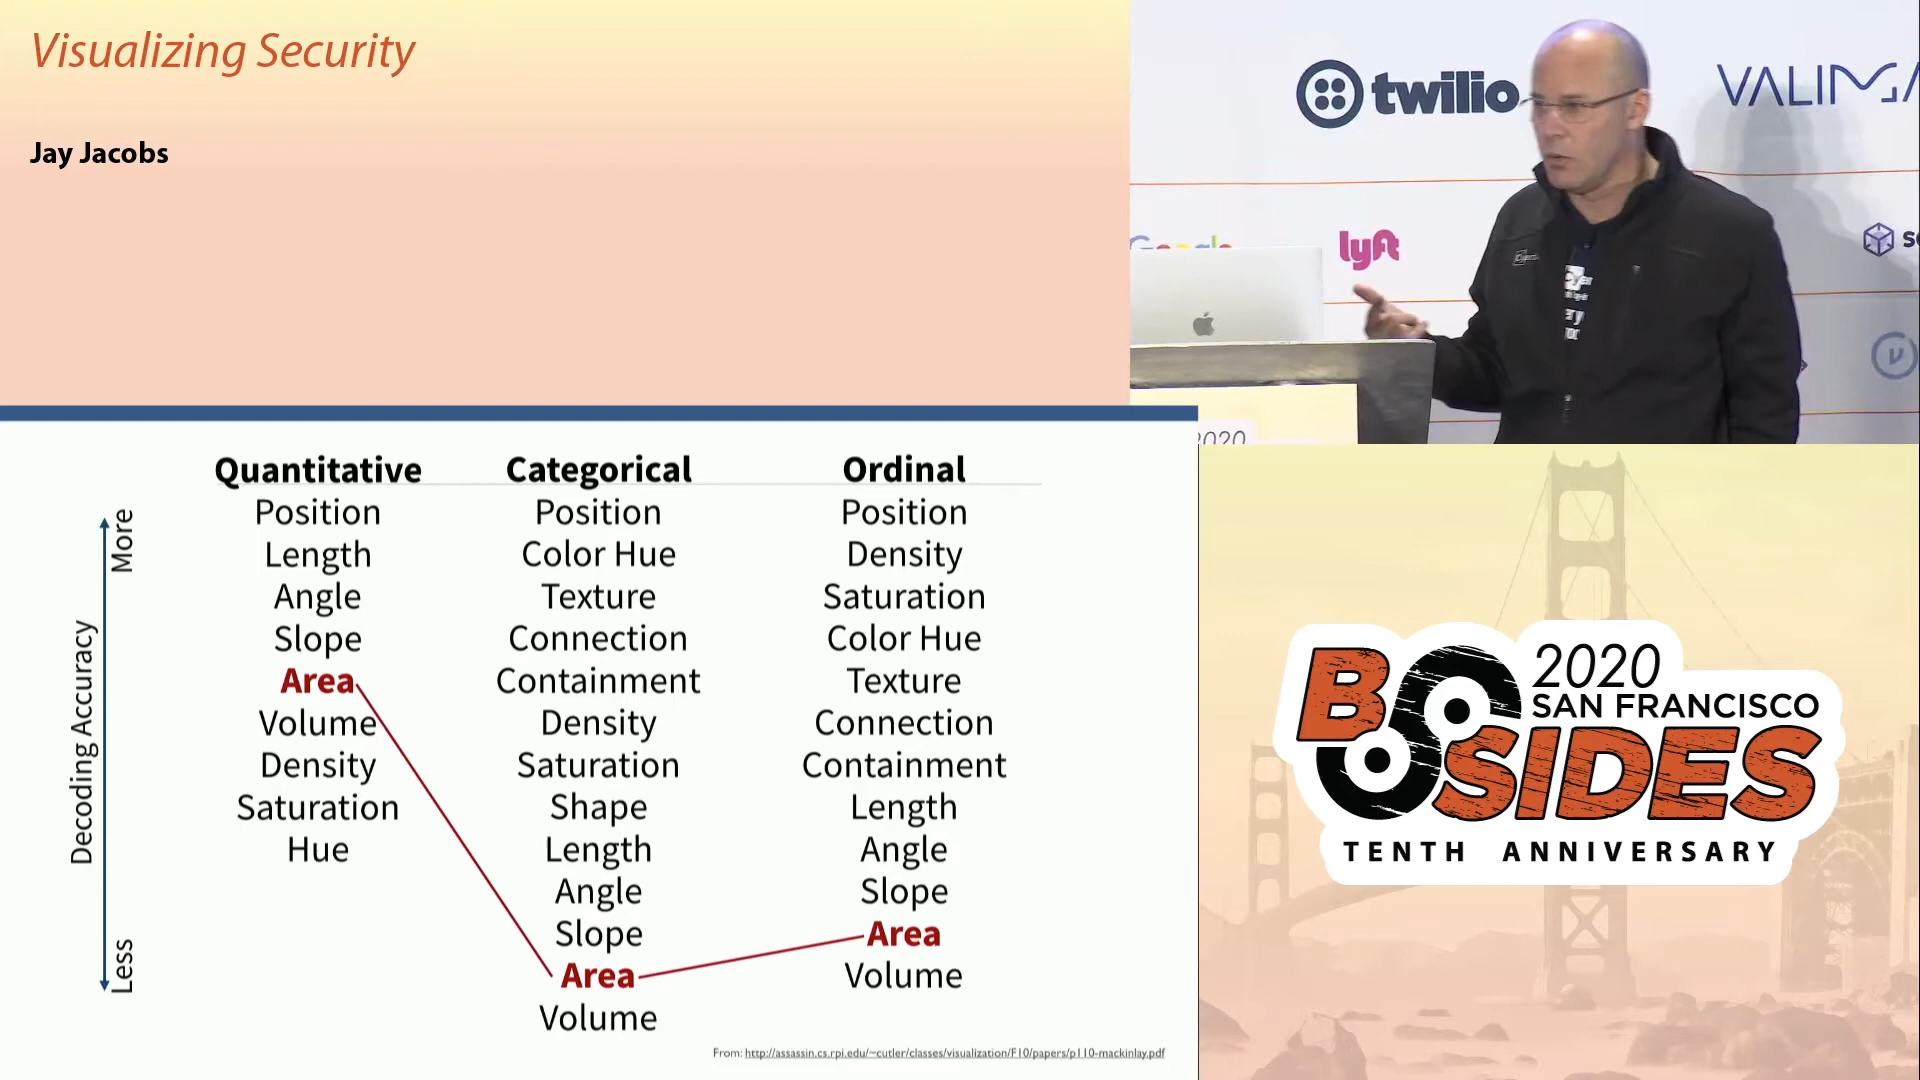 Visualizing Security
Jay Jacobs
twilio
Google
lyft
2020
Quantitative Categorical Ordinal
Position Position Position
Length Color Hue Density
Angle Texture Saturation
Slope Connection Color Hue
Area Containment Texture
Volume Density Connection
Density Saturation Containment
Saturation Shape Length
Hue Length Angle
Angle Slope
Slope Area
Area Volume
Volume
More
Decoding Accuracy
Less
From: http://assassin.cs.rpi.edu/~cutler/classes/visualization/F10/papers/p110-mackinlay.pdf
2020
SAN FRANCISCO
BSIDES
TENTH ANNIVERSARY